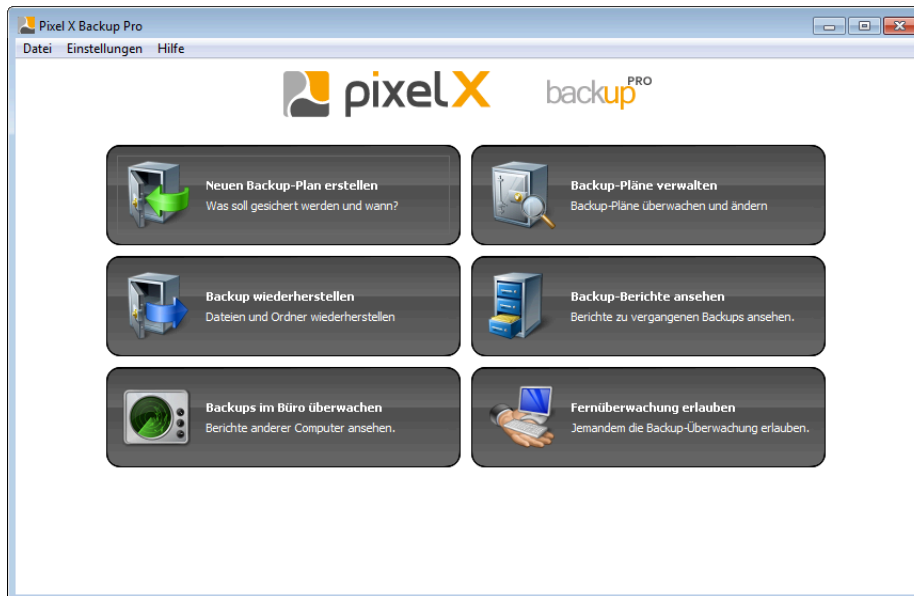 Pixel X Backup Pro
Datei Einstellungen Hilfe
pixelX backup PRO
Neuen Backup-Plan erstellen
Was soll gesichert werden und wann?
Backup-Pläne verwalten
Backup-Pläne überwachen und ändern
Backup wiederherstellen
Dateien und Ordner wiederherstellen
Backup-Berichte ansehen
Berichte zu vergangenen Backups ansehen.
Backups im Büro überwachen
Berichte anderer Computer ansehen.
Fernüberwachung erlauben
Jemandem die Backup-Überwachung erlauben.